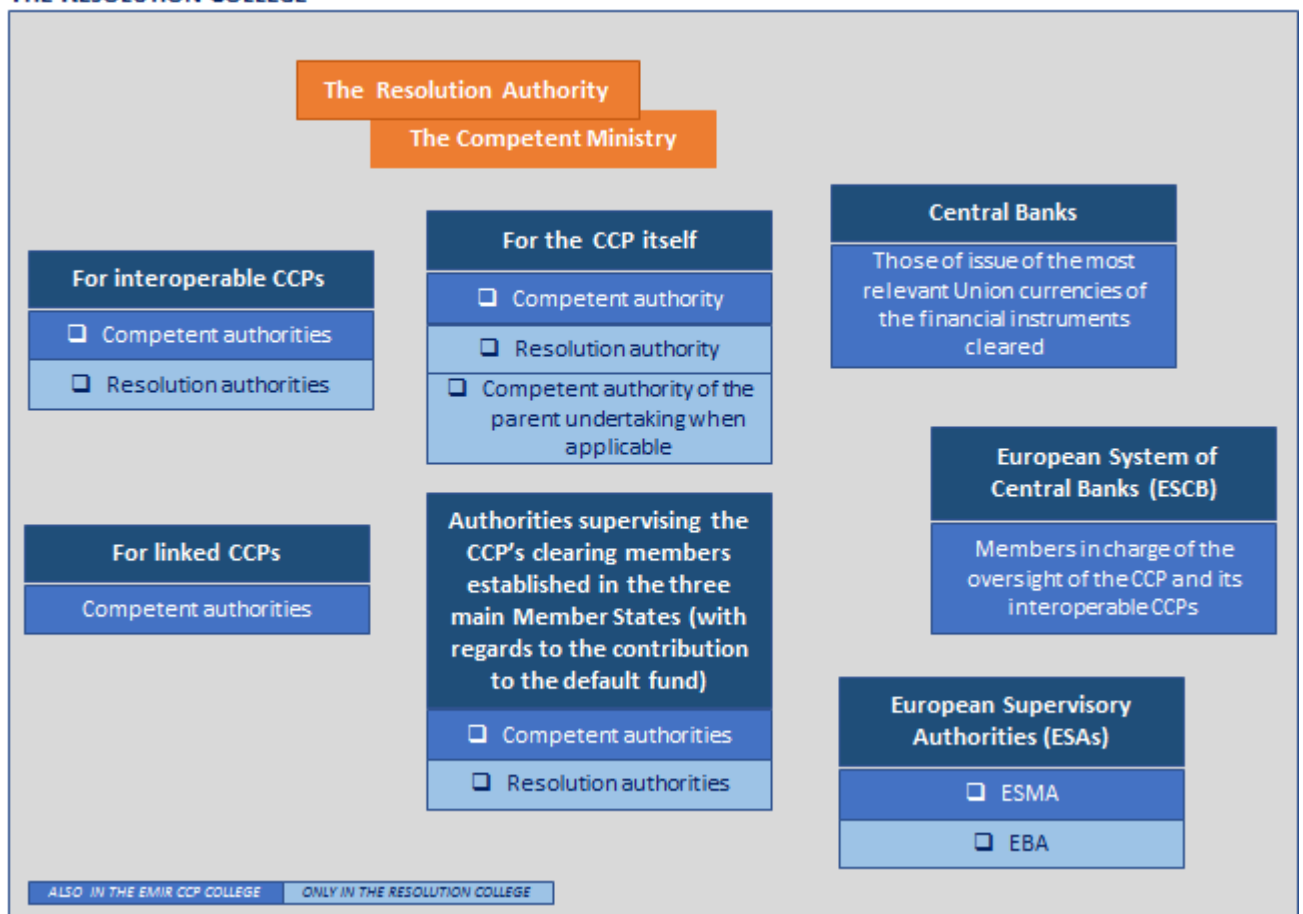 THE RESOLUTION COLLEGE
The Resolution Authority
The Competent Ministry
For interoperable CCPs
❑ Competent authorities
❑ Resolution authorities
For linked CCPs
Competent authorities
For the CCP itself
❑ Competent authority
❑ Resolution authority
❑ Competent authority of the
parent undertaking when
applicable
Authorities supervising the
CCP's clearing members
established in the three
main Member States (with
regards to the contribution
to the default fund)
❑ Competent authorities
❑ Resolution authorities
Central Banks
Those of issue of the most
relevant Union currencies of
the financial instruments
cleared
European System of
Central Banks (ESCB)
Members in charge of the
oversight of the CCP and its
interoperable CCPs
European Supervisory
Authorities (ESAs)
❑ ESMA
❑ EBA
ALSO IN THE EMIR CCP COLLEGE
ONLY IN THE RESOLUTION COLLEGE